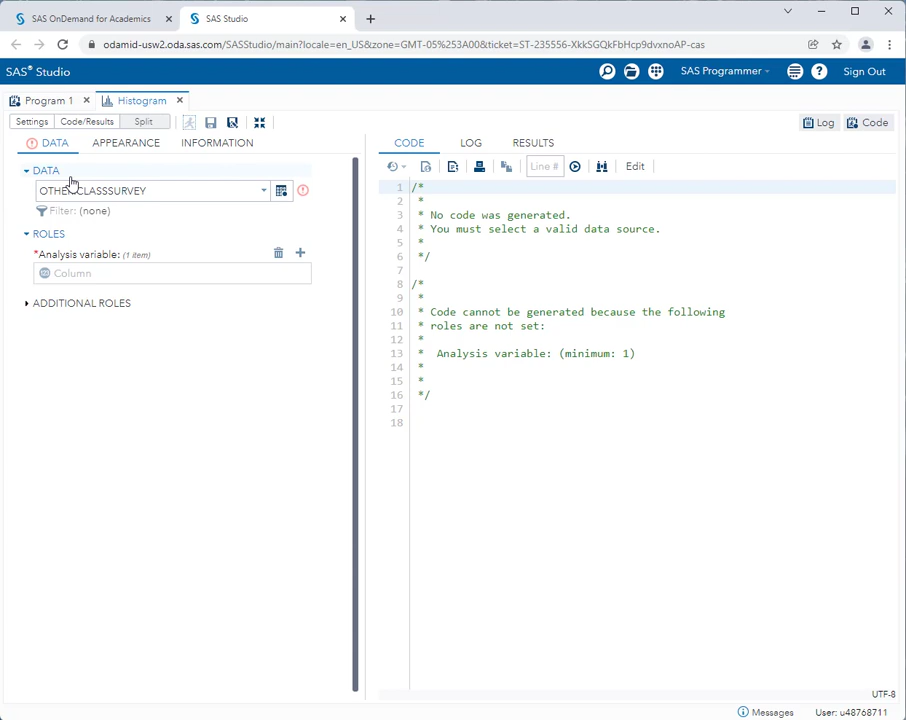 SAS OnDemand for Academics
SAS Studio
odamid-usw2.oda.sas.com/SASStudio/main?locale=en_US&zone=GMT-05%253A00&ticket=ST-235556-XkkSGQkFbHcp9dvxnoAP-cas
SAS® Studio
SAS Programmer
Sign Out
Program 1
Histogram
Settings
Code/Results
Split
Log
Code
DATA
APPEARANCE
INFORMATION
CODE
LOG
RESULTS
Line #
Edit
DATA
OTHER.CLASSSURVEY
Filter: (none)
ROLES
*Analysis variable: (1 item)
Column
ADDITIONAL ROLES
1 /*
2 *
3 * No code was generated.
4 * You must select a valid data source.
5 *
6 */
7
8 /*
9 *
10 * Code cannot be generated because the following
11 * roles are not set:
12 *
13 * Analysis variable: (minimum: 1)
14 *
15 *
16 */
17
18
UTF-8
Messages
User: u48768711